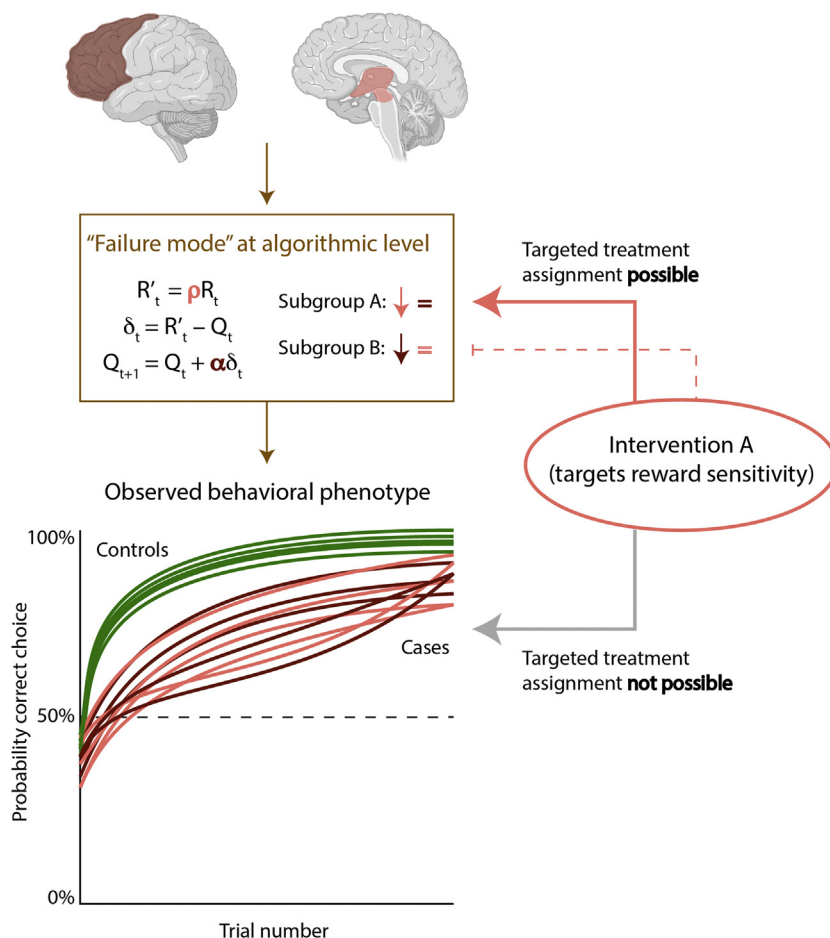 “Failure mode” at algorithmic level
R′t = ρRt
δt = R′t – Qt
Qt+1 = Qt + αδt
Subgroup A: ↓ =
Subgroup B: ↓ =
Targeted treatment
assignment possible
Intervention A
(targets reward sensitivity)
Targeted treatment
assignment not possible
Observed behavioral phenotype
100%
Controls
Cases
50%
0%
Probability correct choice
Trial number